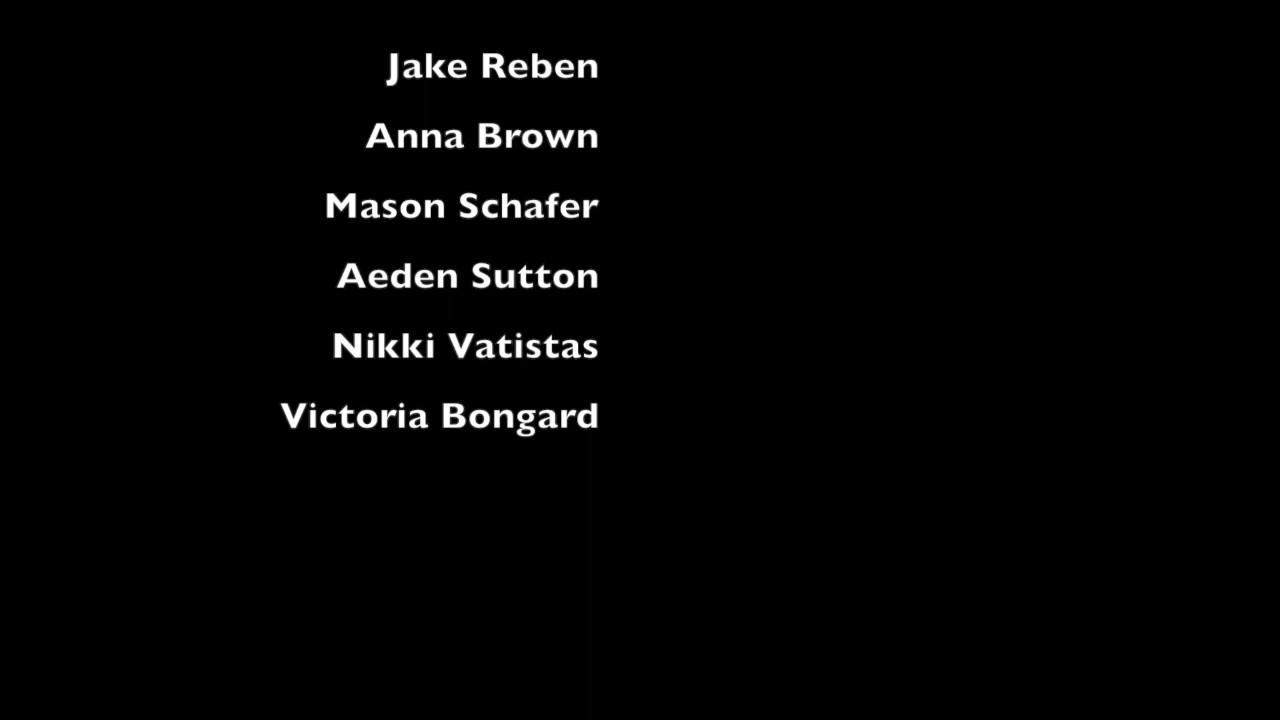 Jake Reben
Anna Brown
Mason Schafer
Aeden Sutton
Nikki Vatistas
Victoria Bongard